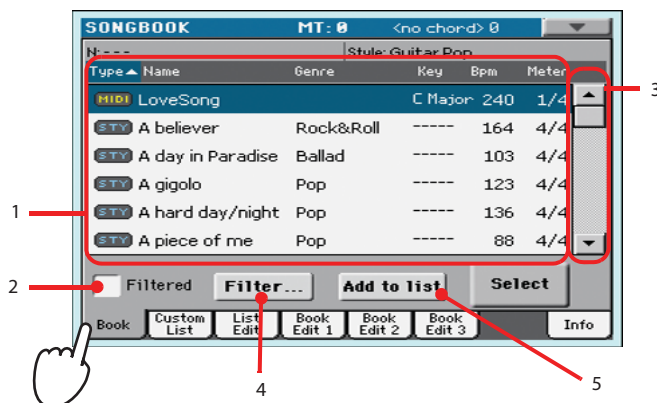 SONGBOOK MT: 0 <no chord> 0
N: - - - Style: Guitar Pop
Type Name Genre Key Bpm Meter
MIDI LoveSong C Major 240 1/4
STY A believer Rock&Roll ----- 164 4/4
STY A day in Paradise Ballad ----- 103 4/4
STY A gigolo Pop ----- 123 4/4
STY A hard day/night Pop ----- 136 4/4
STY A piece of me Pop ----- 88 4/4
Filtered Filter... Add to list Select
Book Custom List List Edit Book Edit 1 Book Edit 2 Book Edit 3 Info
1
2
3
4
5